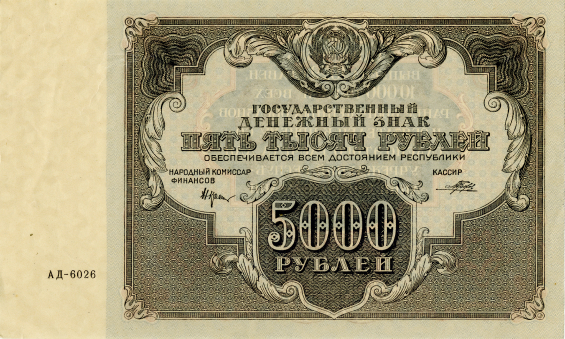 ГОСУДАРСТВЕННЫЙ
ДЕНЕЖНЫЙ ЗНАК
ПЯТЬ ТЫСЯЧ РУБЛЕЙ
ОБЕСПЕЧИВАЕТСЯ ВСЕМ ДОСТОЯНИЕМ РЕСПУБЛИКИ
НАРОДНЫЙ КОМИССАР
ФИНАНСОВ
КАССИР
5000
РУБЛЕЙ
АД-6026